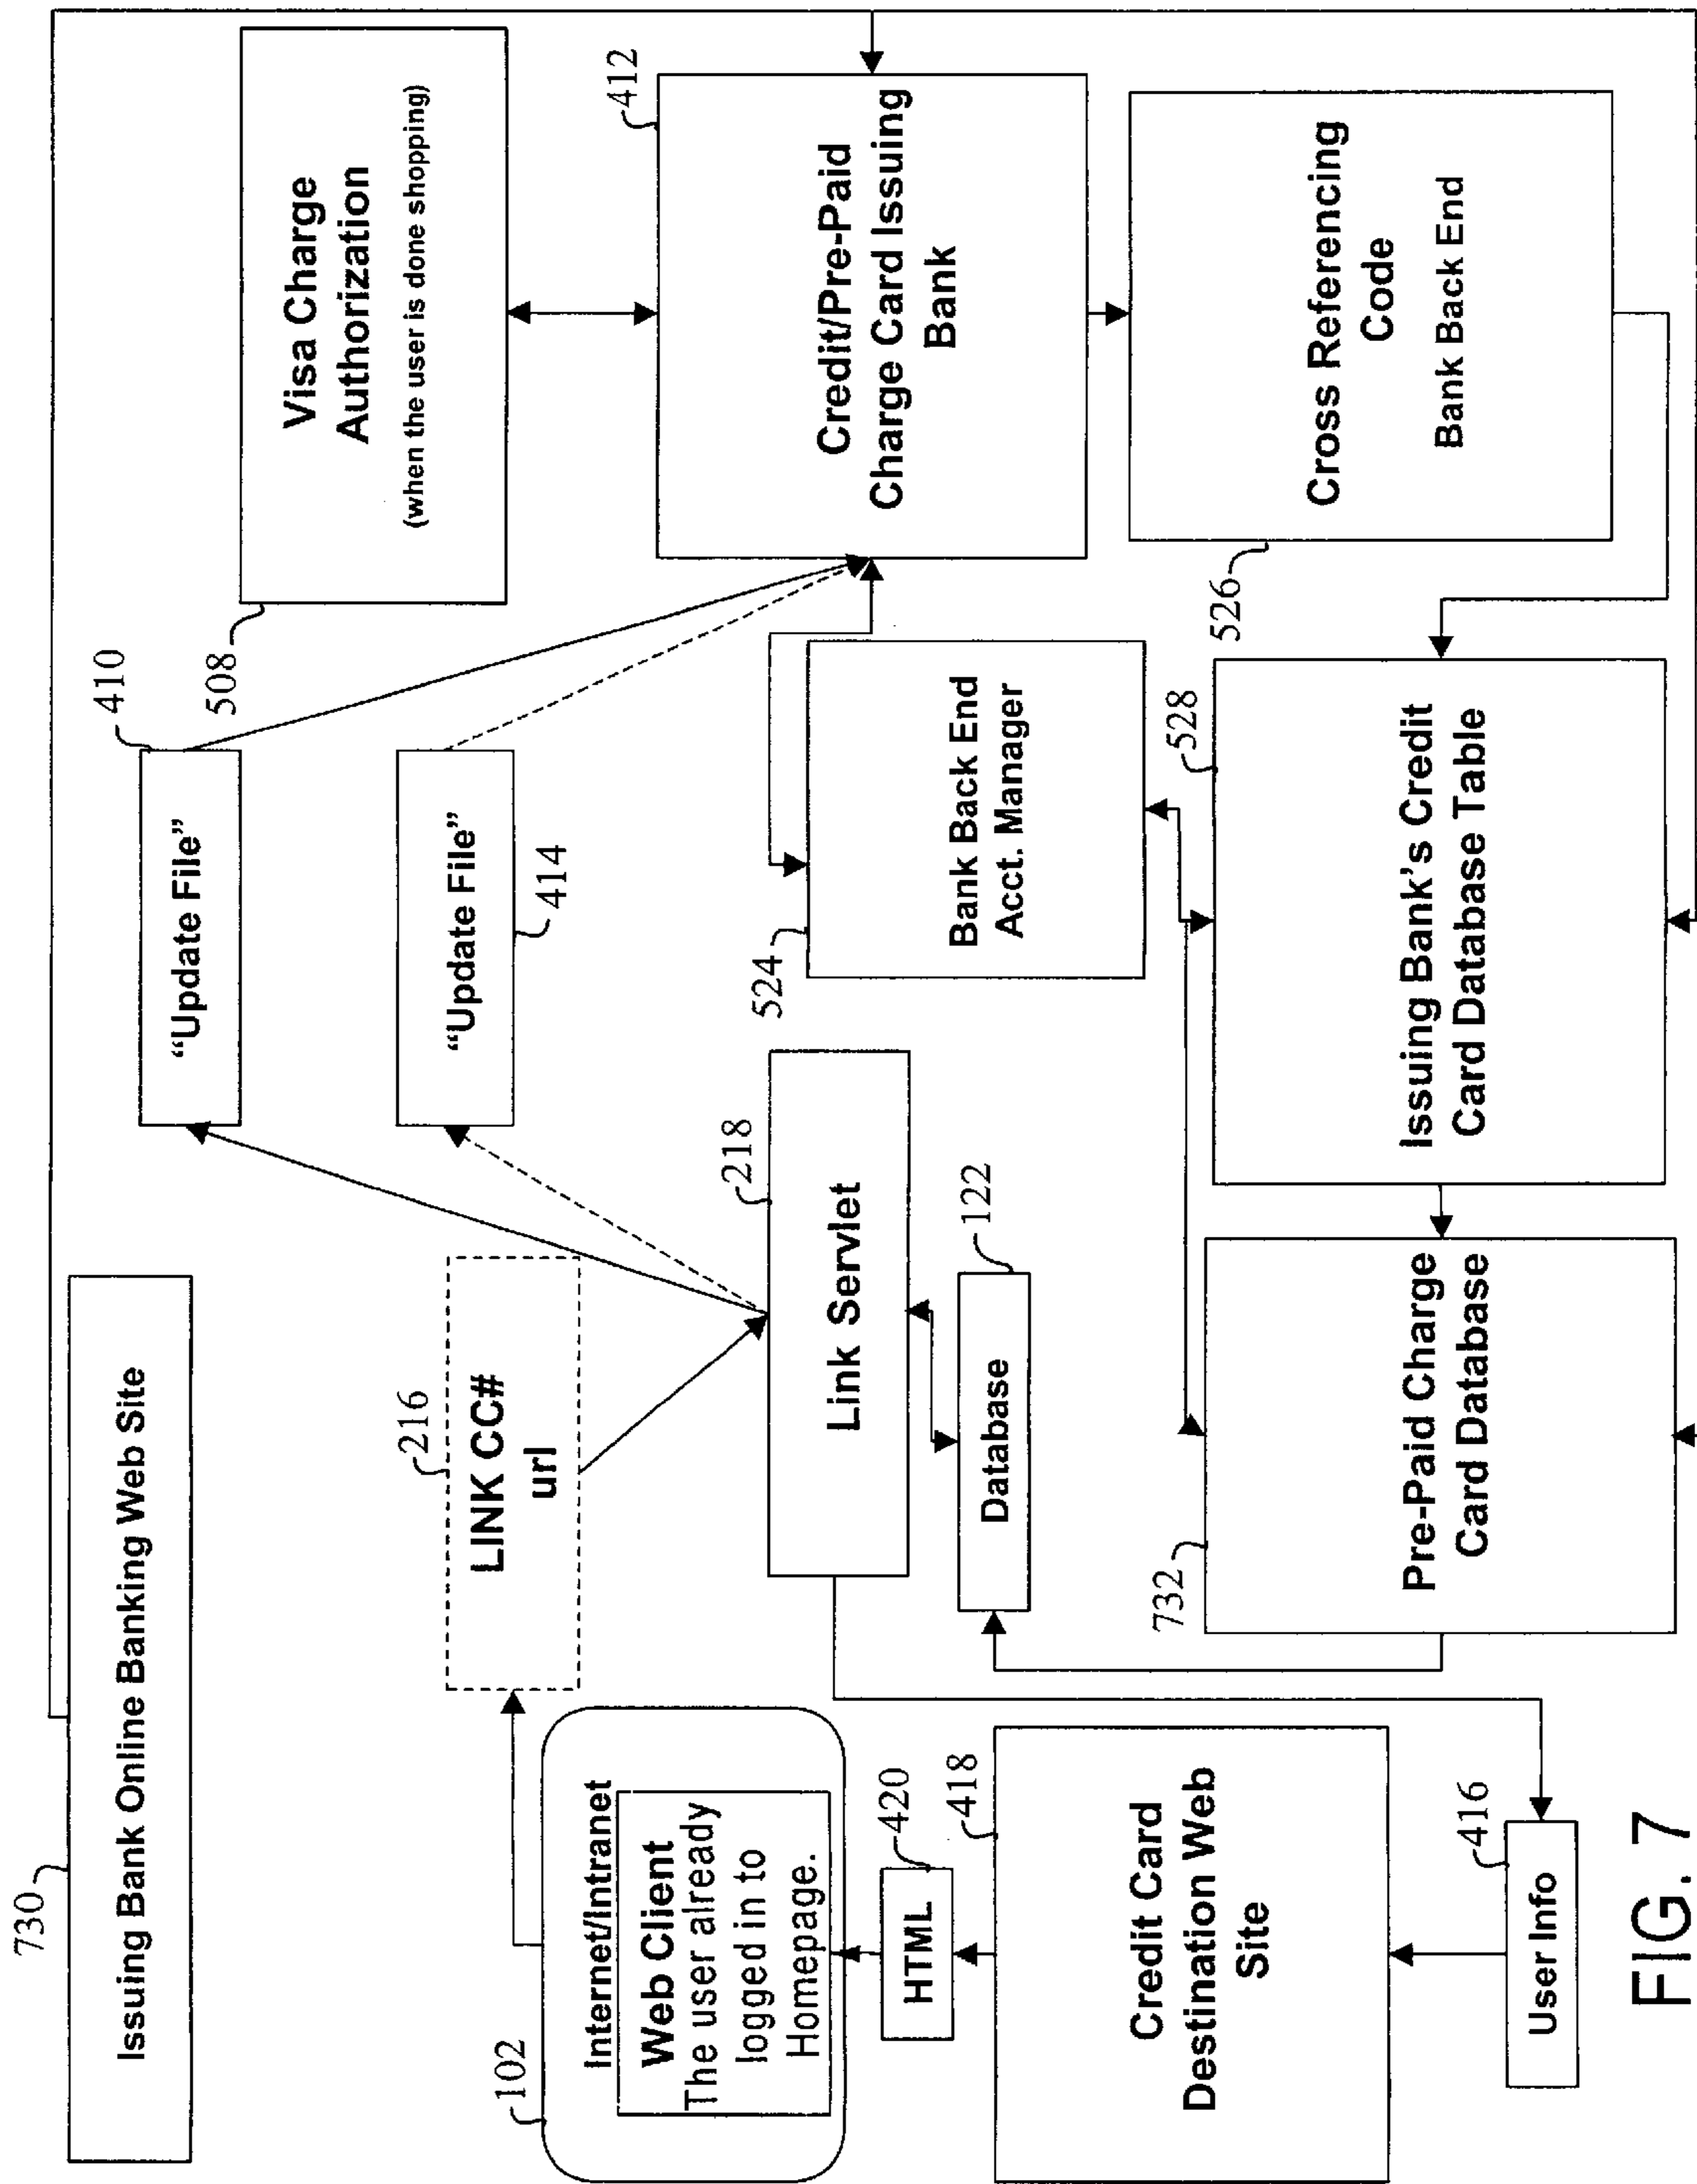 730
Issuing Bank Online Banking Web Site
102
Internet/Intranet
Web Client
The user already
logged in to
Homepage.
216
LINK CC#
url
410
“Update File”
“Update File”
414
508
Visa Charge
Authorization
(when the user is done shopping)
218
Link Servlet
122
Database
524
Bank Back End
Acct. Manager
412
Credit/Pre-Paid
Charge Card Issuing
Bank
420
HTML
418
Credit Card
Destination Web
Site
416
User Info
732
Pre-Paid Charge
Card Database
528
Issuing Bank’s Credit
Card Database Table
526
Cross Referencing
Code
Bank Back End
FIG. 7